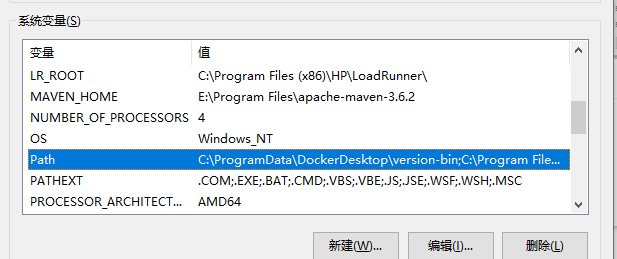 系统变量(S)
变量 值
LR_ROOT C:\Program Files (x86)\HP\LoadRunner\
MAVEN_HOME E:\Program Files\apache-maven-3.6.2
NUMBER_OF_PROCESSORS 4
OS Windows_NT
Path C:\ProgramData\DockerDesktop\version-bin;C:\Program File...
PATHEXT .COM;.EXE;.BAT;.CMD;.VBS;.VBE;.JS;.JSE;.WSF;.WSH;.MSC
PROCESSOR_ARCHITECT... AMD64
新建(W)... 编辑(I)... 删除(L)